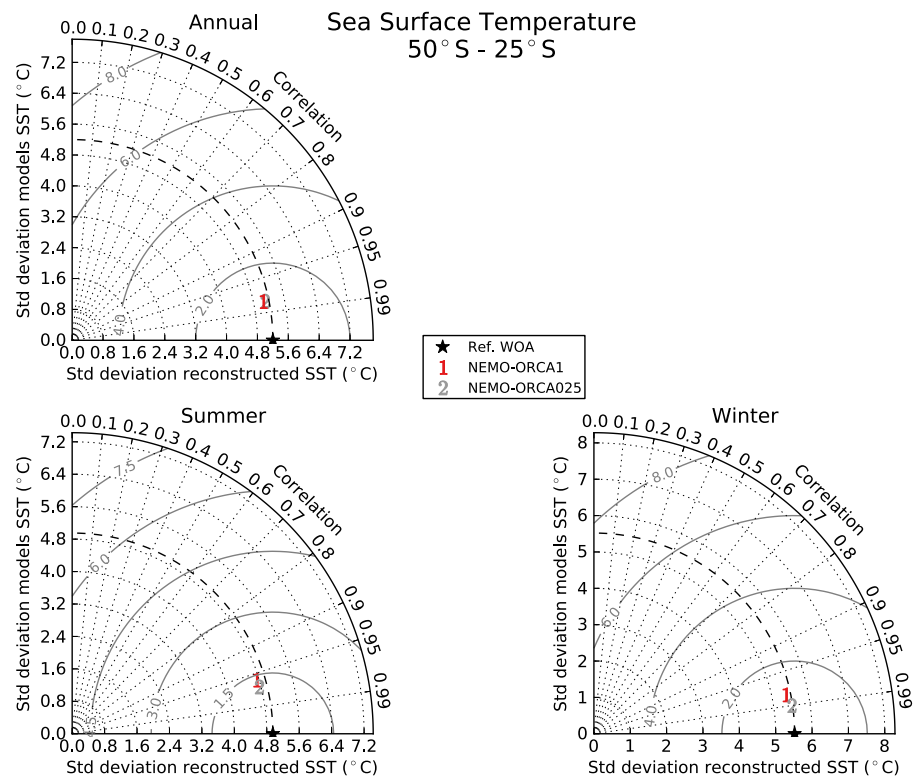 Sea Surface Temperature
50°S - 25°S
Annual
0.0 0.1 0.2 0.3 0.4 0.5 0.6 0.7 0.8 0.9 0.95 0.99
Correlation
Std deviation models SST (°C)
7.2
6.4
5.6
4.8
4.0
3.2
2.4
1.6
0.8
0.0
8.0
6.0
4.0
2.0
1
2
0.0 0.8 1.6 2.4 3.2 4.0 4.8 5.6 6.4 7.2
Std deviation reconstructed SST (°C)
Ref. WOA
1 NEMO-ORCA1
2 NEMO-ORCA025
Summer
0.0 0.1 0.2 0.3 0.4 0.5 0.6 0.7 0.8 0.9 0.95 0.99
Correlation
Std deviation models SST (°C)
7.2
6.4
5.6
4.8
4.0
3.2
2.4
1.6
0.8
0.0
7.5
6.0
4.5
3.0
1.5
1
2
0.0 0.8 1.6 2.4 3.2 4.0 4.8 5.6 6.4 7.2
Std deviation reconstructed SST (°C)
Winter
0.0 0.1 0.2 0.3 0.4 0.5 0.6 0.7 0.8 0.9 0.95 0.99
Correlation
Std deviation models SST (°C)
8
7
6
5
4
3
2
1
0
8.0
6.0
4.0
2.0
1
2
0 1 2 3 4 5 6 7 8
Std deviation reconstructed SST (°C)